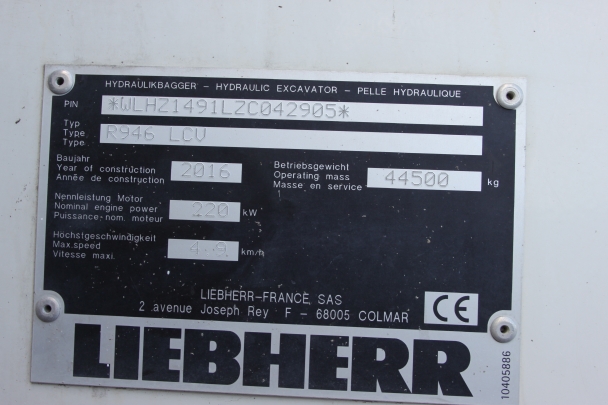 HYDRAULIKBAGGER - HYDRAULIC EXCAVATOR - PELLE HYDRAULIQUE
PIN *WLHZ1491LZC042905*
Typ
Type R946 LCV
Type
Baujahr
Year of construction 2016
Année de construction
Betriebsgewicht
Operating mass 44500 kg
Masse en service
Nennleistung Motor
Nominal engine power 220 kW
Puissance nom. moteur
Höchstgeschwindigkeit
Max.speed km/h
Vitesse maxi.
LIEBHERR-FRANCE SAS
2 avenue Joseph Rey F - 68005 COLMAR
CE
LIEBHERR
10405886